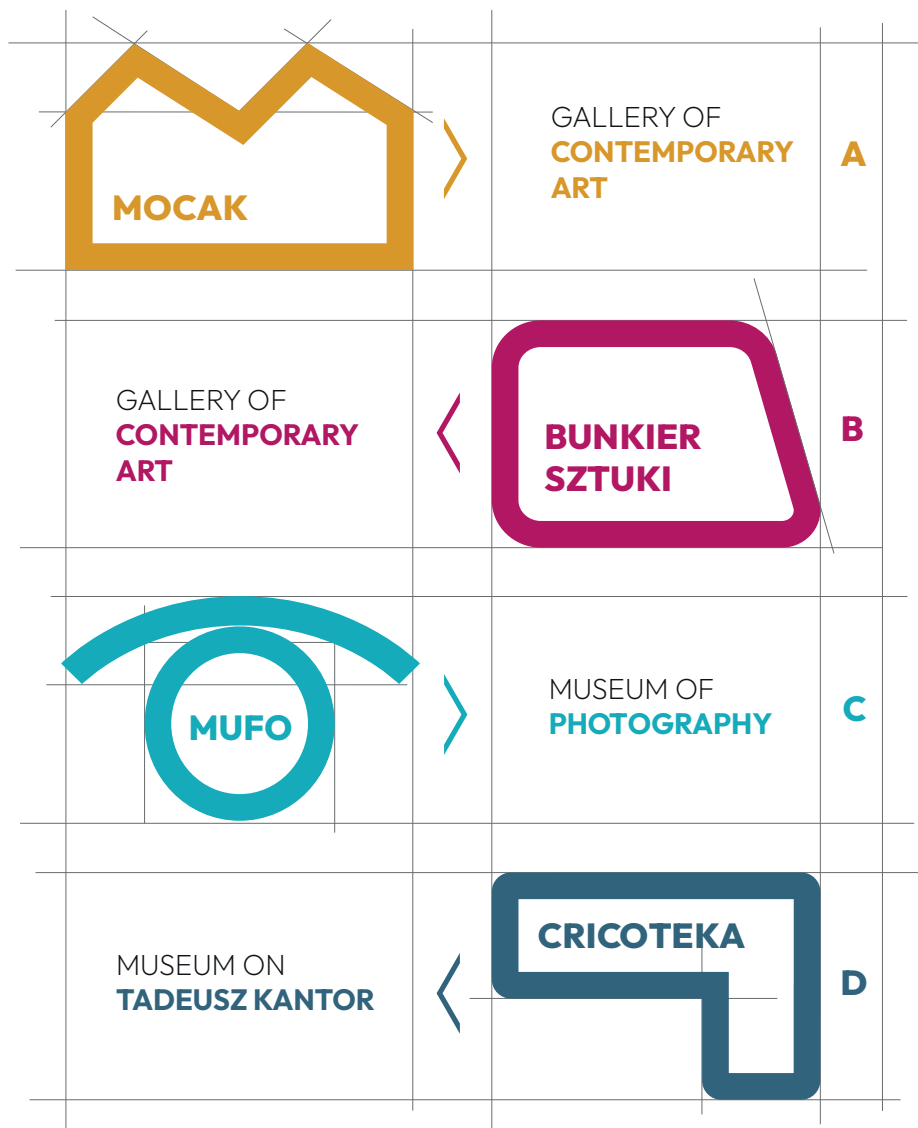 MOCAK
GALLERY OF
CONTEMPORARY
ART
A
GALLERY OF
CONTEMPORARY
ART
BUNKIER
SZTUKI
B
MUFO
MUSEUM OF
PHOTOGRAPHY
C
MUSEUM ON
TADEUSZ KANTOR
CRICOTEKA
D